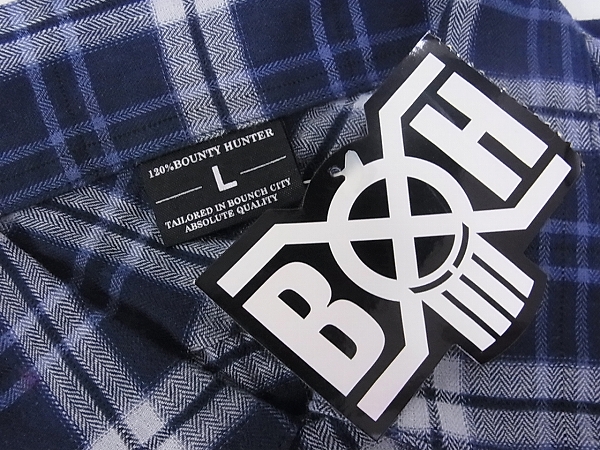 120%BOUNTY HUNTER
L
TAILORED IN BOUNCH CITY
ABSOLUTE QUALITY
B H